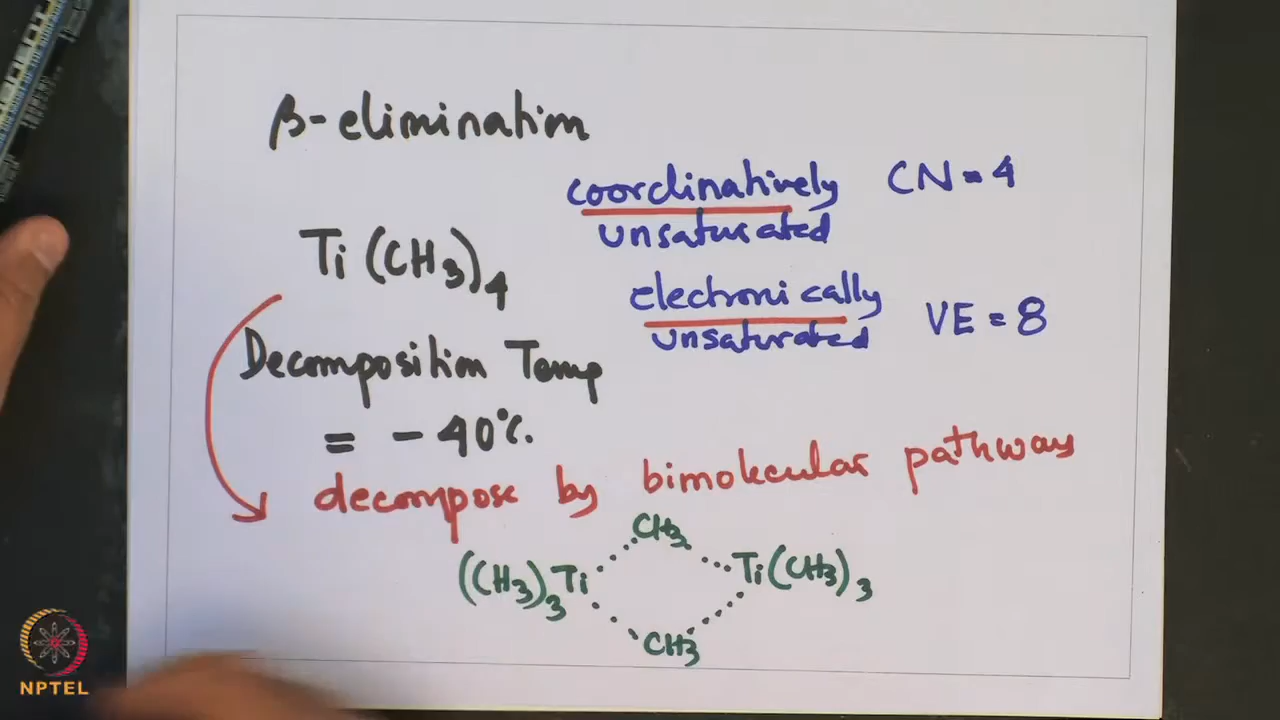 β-elimination
coordinatively CN = 4
unsaturated
Ti (CH3)4
electronically
unsaturated VE = 8
Decomposition Temp
= - 40°C.
decompose by bimolecular pathways
CH3
((CH3)3Ti Ti(CH3)3
CH3
NPTEL